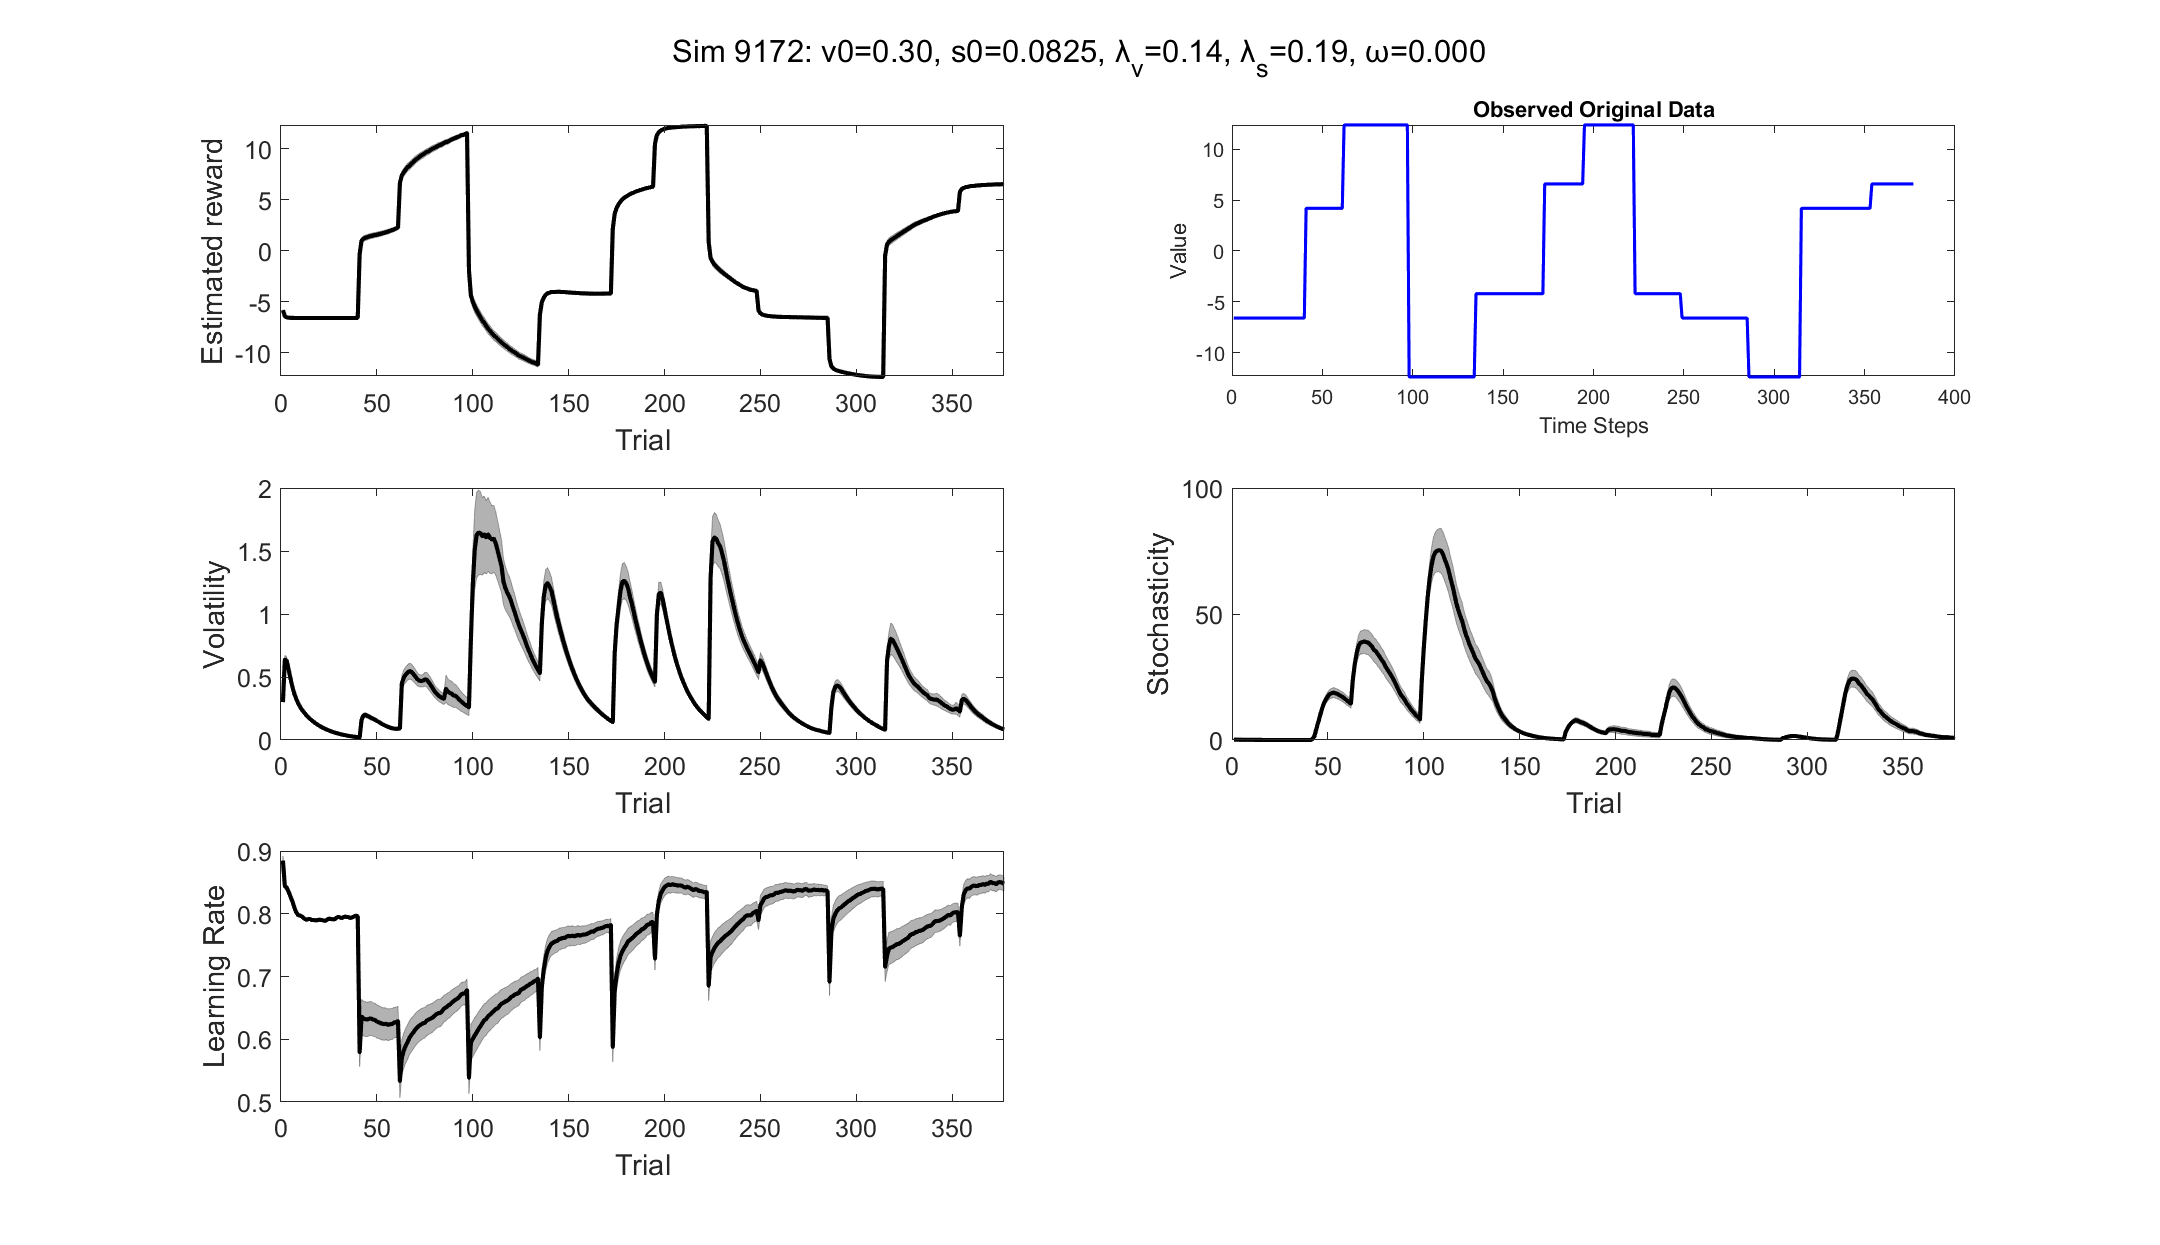 Sim 9172: v0=0.30, s0=0.0825, λ_v=0.14, λ_s=0.19, ω=0.000
Estimated reward
10
5
0
-5
-10
0 50 100 150 200 250 300 350
Trial
Observed Original Data
Value
10
5
0
-5
-10
0 50 100 150 200 250 300 350 400
Time Steps
Volatility
2
1.5
1
0.5
0
0 50 100 150 200 250 300 350
Trial
Stochasticity
100
50
0
0 50 100 150 200 250 300 350
Trial
Learning Rate
0.9
0.8
0.7
0.6
0.5
0 50 100 150 200 250 300 350
Trial